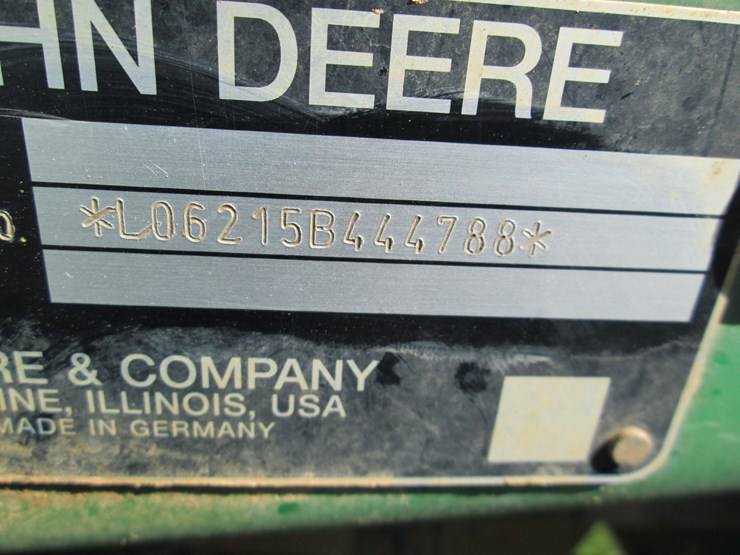 HN DEERE
O. *L06215B444788*
RE & COMPANY
INE, ILLINOIS, USA
MADE IN GERMANY